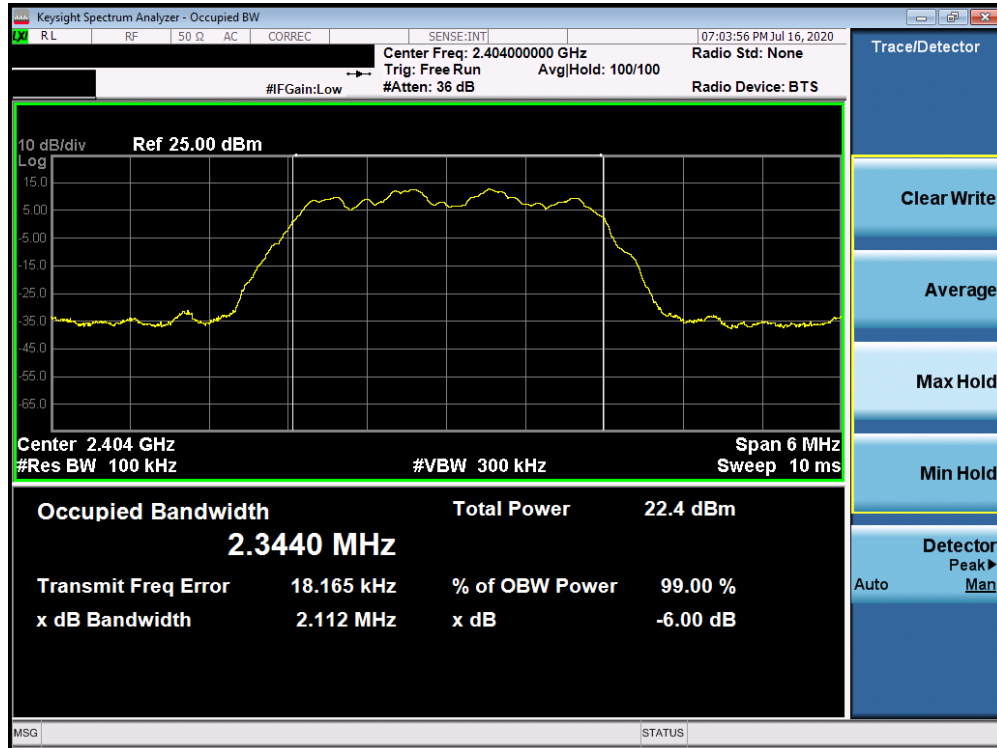 Keysight Spectrum Analyzer - Occupied BW
LXI RL RF 50 Ω AC CORREC SENSE:INT 07:03:56 PM Jul 16, 2020
Center Freq: 2.404000000 GHz Radio Std: None
Trig: Free Run Avg|Hold: 100/100
#IFGain:Low #Atten: 36 dB Radio Device: BTS
10 dB/div Ref 25.00 dBm
Log
15.0
5.00
-5.00
-15.0
-25.0
-35.0
-45.0
-55.0
-65.0
Center 2.404 GHz Span 6 MHz
#Res BW 100 kHz #VBW 300 kHz Sweep 10 ms
Occupied Bandwidth Total Power 22.4 dBm
2.3440 MHz
Transmit Freq Error 18.165 kHz % of OBW Power 99.00 %
x dB Bandwidth 2.112 MHz x dB -6.00 dB
MSG STATUS
Trace/Detector
Clear Write
Average
Max Hold
Min Hold
Detector
Peak▶
Auto Man